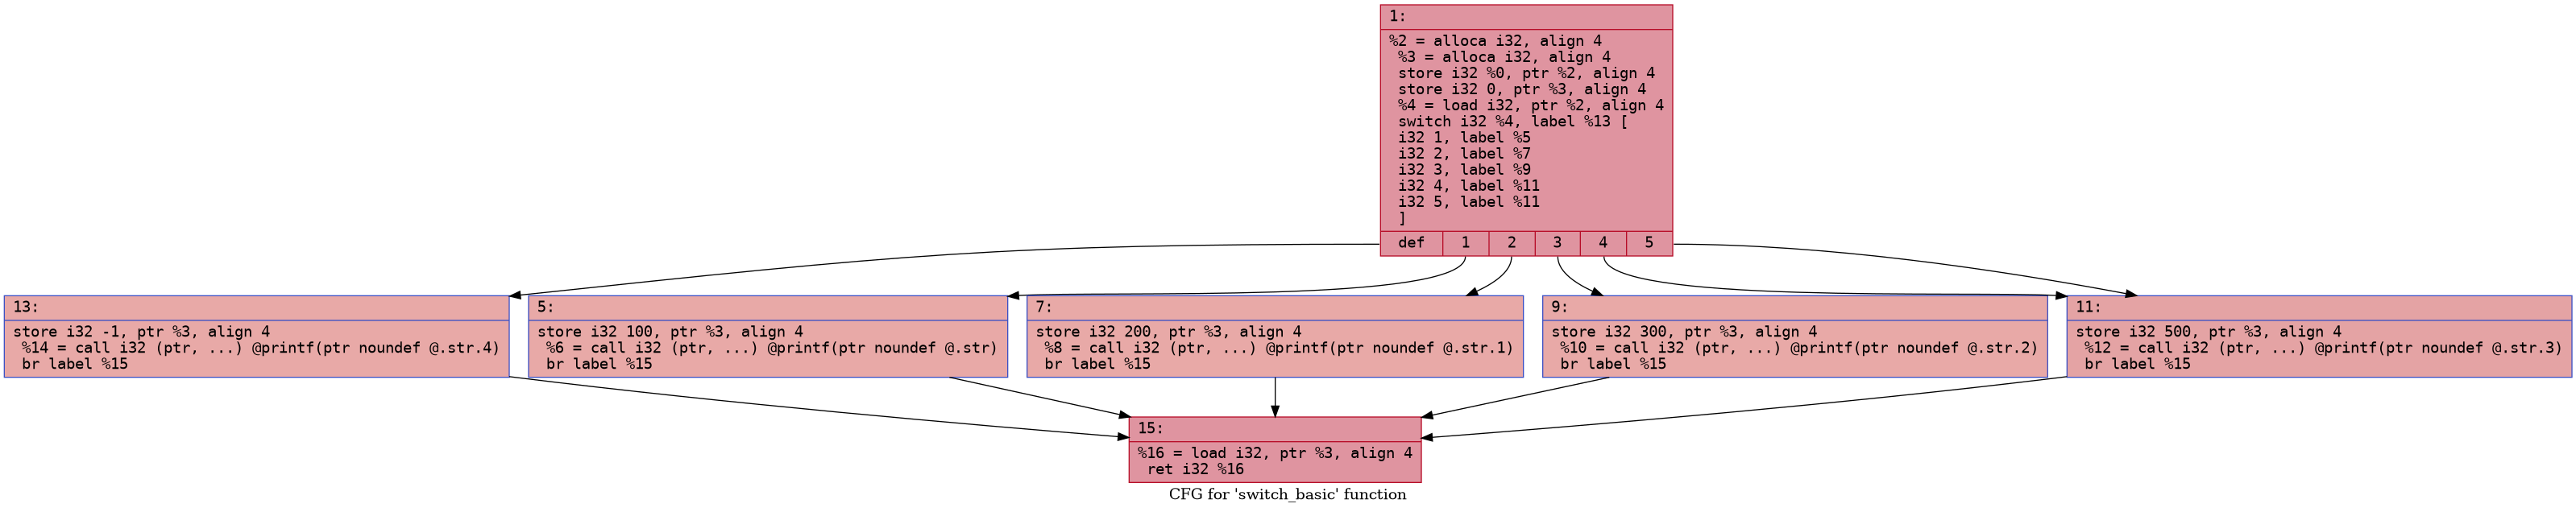 1:
%2 = alloca i32, align 4
%3 = alloca i32, align 4
store i32 %0, ptr %2, align 4
store i32 0, ptr %3, align 4
%4 = load i32, ptr %2, align 4
switch i32 %4, label %13 [
i32 1, label %5
i32 2, label %7
i32 3, label %9
i32 4, label %11
i32 5, label %11
]
def 1 2 3 4 5
13:
store i32 -1, ptr %3, align 4
%14 = call i32 (ptr, ...) @printf(ptr noundef @.str.4)
br label %15
5:
store i32 100, ptr %3, align 4
%6 = call i32 (ptr, ...) @printf(ptr noundef @.str)
br label %15
7:
store i32 200, ptr %3, align 4
%8 = call i32 (ptr, ...) @printf(ptr noundef @.str.1)
br label %15
9:
store i32 300, ptr %3, align 4
%10 = call i32 (ptr, ...) @printf(ptr noundef @.str.2)
br label %15
11:
store i32 500, ptr %3, align 4
%12 = call i32 (ptr, ...) @printf(ptr noundef @.str.3)
br label %15
15:
%16 = load i32, ptr %3, align 4
ret i32 %16
CFG for 'switch_basic' function